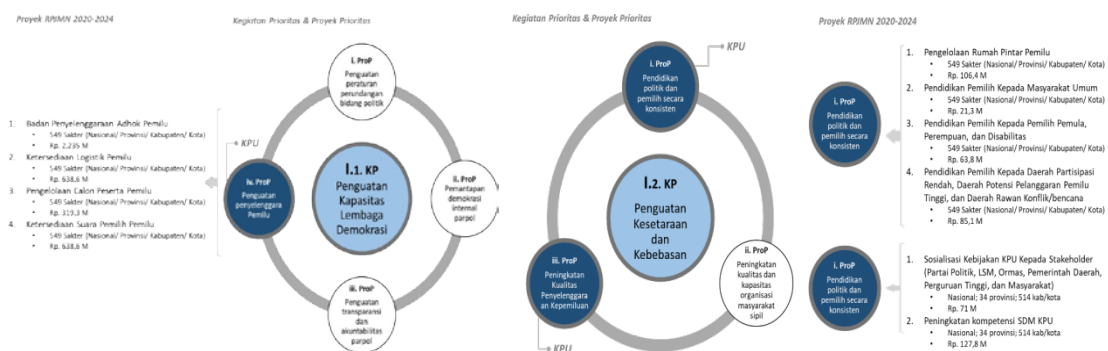 Proyek RPJMN 2020-2024
Kegiatan Prioritas & Proyek Prioritas
1. Badan Penyelenggaraan Adhok Pemilu
• 549 Sakter (Nasional/ Provinsi/ Kabupaten/ Kota)
• Rp. 2,235 M
2. Ketersediaan Logistik Pemilu
• 549 Sakter (Nasional/ Provinsi/ Kabupaten/ Kota)
• Rp. 638,6 M
3. Pengelolaan Calon Peserta Pemilu
• 549 Sakter (Nasional/ Provinsi/ Kabupaten/ Kota)
• Rp. 319,3 M
4. Ketersediaan Suara Pemilih Pemilu
• 549 Sakter (Nasional/ Provinsi/ Kabupaten/ Kota)
• Rp. 638,6 M
i. ProP
Penguatan
peraturan
perundangan
bidang politik
KPU
iv. ProP
Penguatan
penyelenggara
Pemilu
I.1. KP
Penguatan
Kapasitas
Lembaga
Demokrasi
ii. ProP
Pemantapan
demokrasi
internal
parpol
iii. ProP
Penguatan
transparansi
dan
akuntabilitas
parpol
Kegiatan Prioritas & Proyek Prioritas
KPU
i. ProP
Pendidikan
politik dan
pemilih secara
konsisten
I.2. KP
Penguatan
Kesetaraan
dan
Kebebasan
iii. ProP
Peningkatan
Kualitas
Penyelenggara
an Kepemiluan
KPU
ii. ProP
Peningkatan
kualitas dan
kapasitas
organisasi
masyarakat
sipil
Proyek RPJMN 2020-2024
i. ProP
Pendidikan
politik dan
pemilih secara
konsisten
1. Pengelolaan Rumah Pintar Pemilu
• 549 Sakter (Nasional/ Provinsi/ Kabupaten/ Kota)
• Rp. 106,4 M
2. Pendidikan Pemilih Kepada Masyarakat Umum
• 549 Sakter (Nasional/ Provinsi/ Kabupaten/ Kota)
• Rp. 21,3 M
3. Pendidikan Pemilih Kepada Pemilih Pemula,
Perempuan, dan Disabilitas
• 549 Sakter (Nasional/ Provinsi/ Kabupaten/ Kota)
• Rp. 63,8 M
4. Pendidikan Pemilih Kepada Daerah Partisipasi
Rendah, Daerah Potensi Pelanggaran Pemilu
Tinggi, dan Daerah Rawan Konflik/bencana
• 549 Sakter (Nasional/ Provinsi/ Kabupaten/ Kota)
• Rp. 85,1 M
i. ProP
Pendidikan
politik dan
pemilih secara
konsisten
1. Sosialisasi Kebijakan KPU Kepada Stakeholder
(Partai Politik, LSM, Ormas, Pemerintah Daerah,
Perguruan Tinggi, dan Masyarakat)
• Nasional; 34 provinsi; 514 kab/kota
• Rp. 71 M
2. Peningkatan kompetensi SDM KPU
• Nasional; 34 provinsi; 514 kab/kota
• Rp. 127,8 M